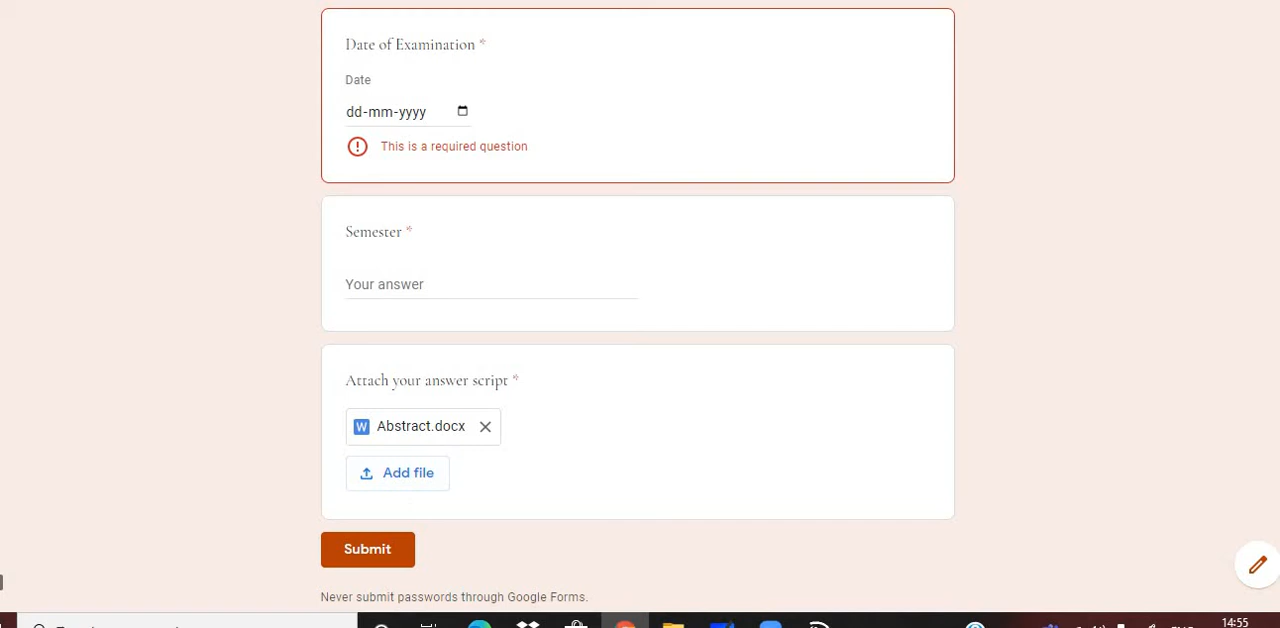 Date of Examination *
Date
dd-mm-yyyy
This is a required question
Semester *
Your answer
Attach your answer script *
W Abstract.docx
Add file
Submit
Never submit passwords through Google Forms.
14:55